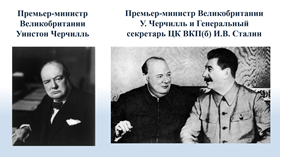 Премьер-министр
Великобритании
Уинстон Черчилль
Премьер-министр Великобритании
У. Черчилль и Генеральный
секретарь ЦК ВКП(б) И.В. Сталин